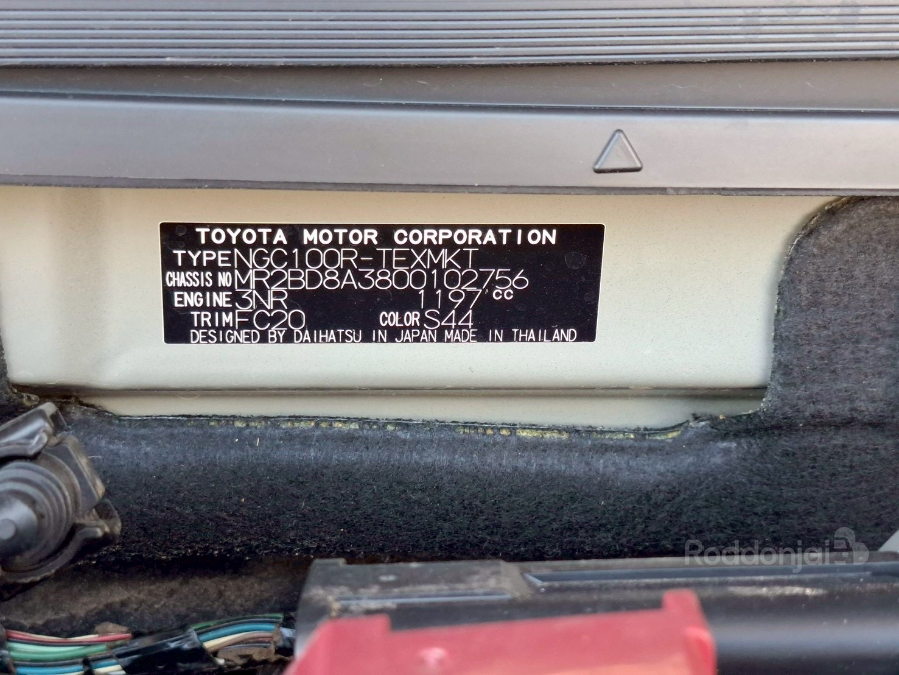 TOYOTA MOTOR CORPORATION
TYPE NGC100R-TEXMKT
CHASSIS NO MR2BD8A3800102756
ENGINE 3NR 1197 cc
TRIM FC20 COLOR S44
DESIGNED BY DAIHATSU IN JAPAN MADE IN THAILAND
Roddonjai